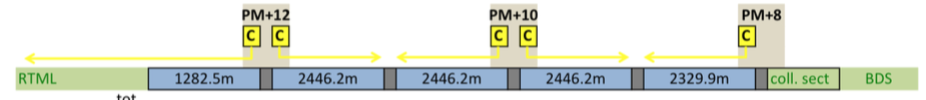 PM+12 PM+10 PM+8
C C C C C
RTML 1282.5m 2446.2m 2446.2m 2446.2m 2329.9m coll. sect BDS
tot